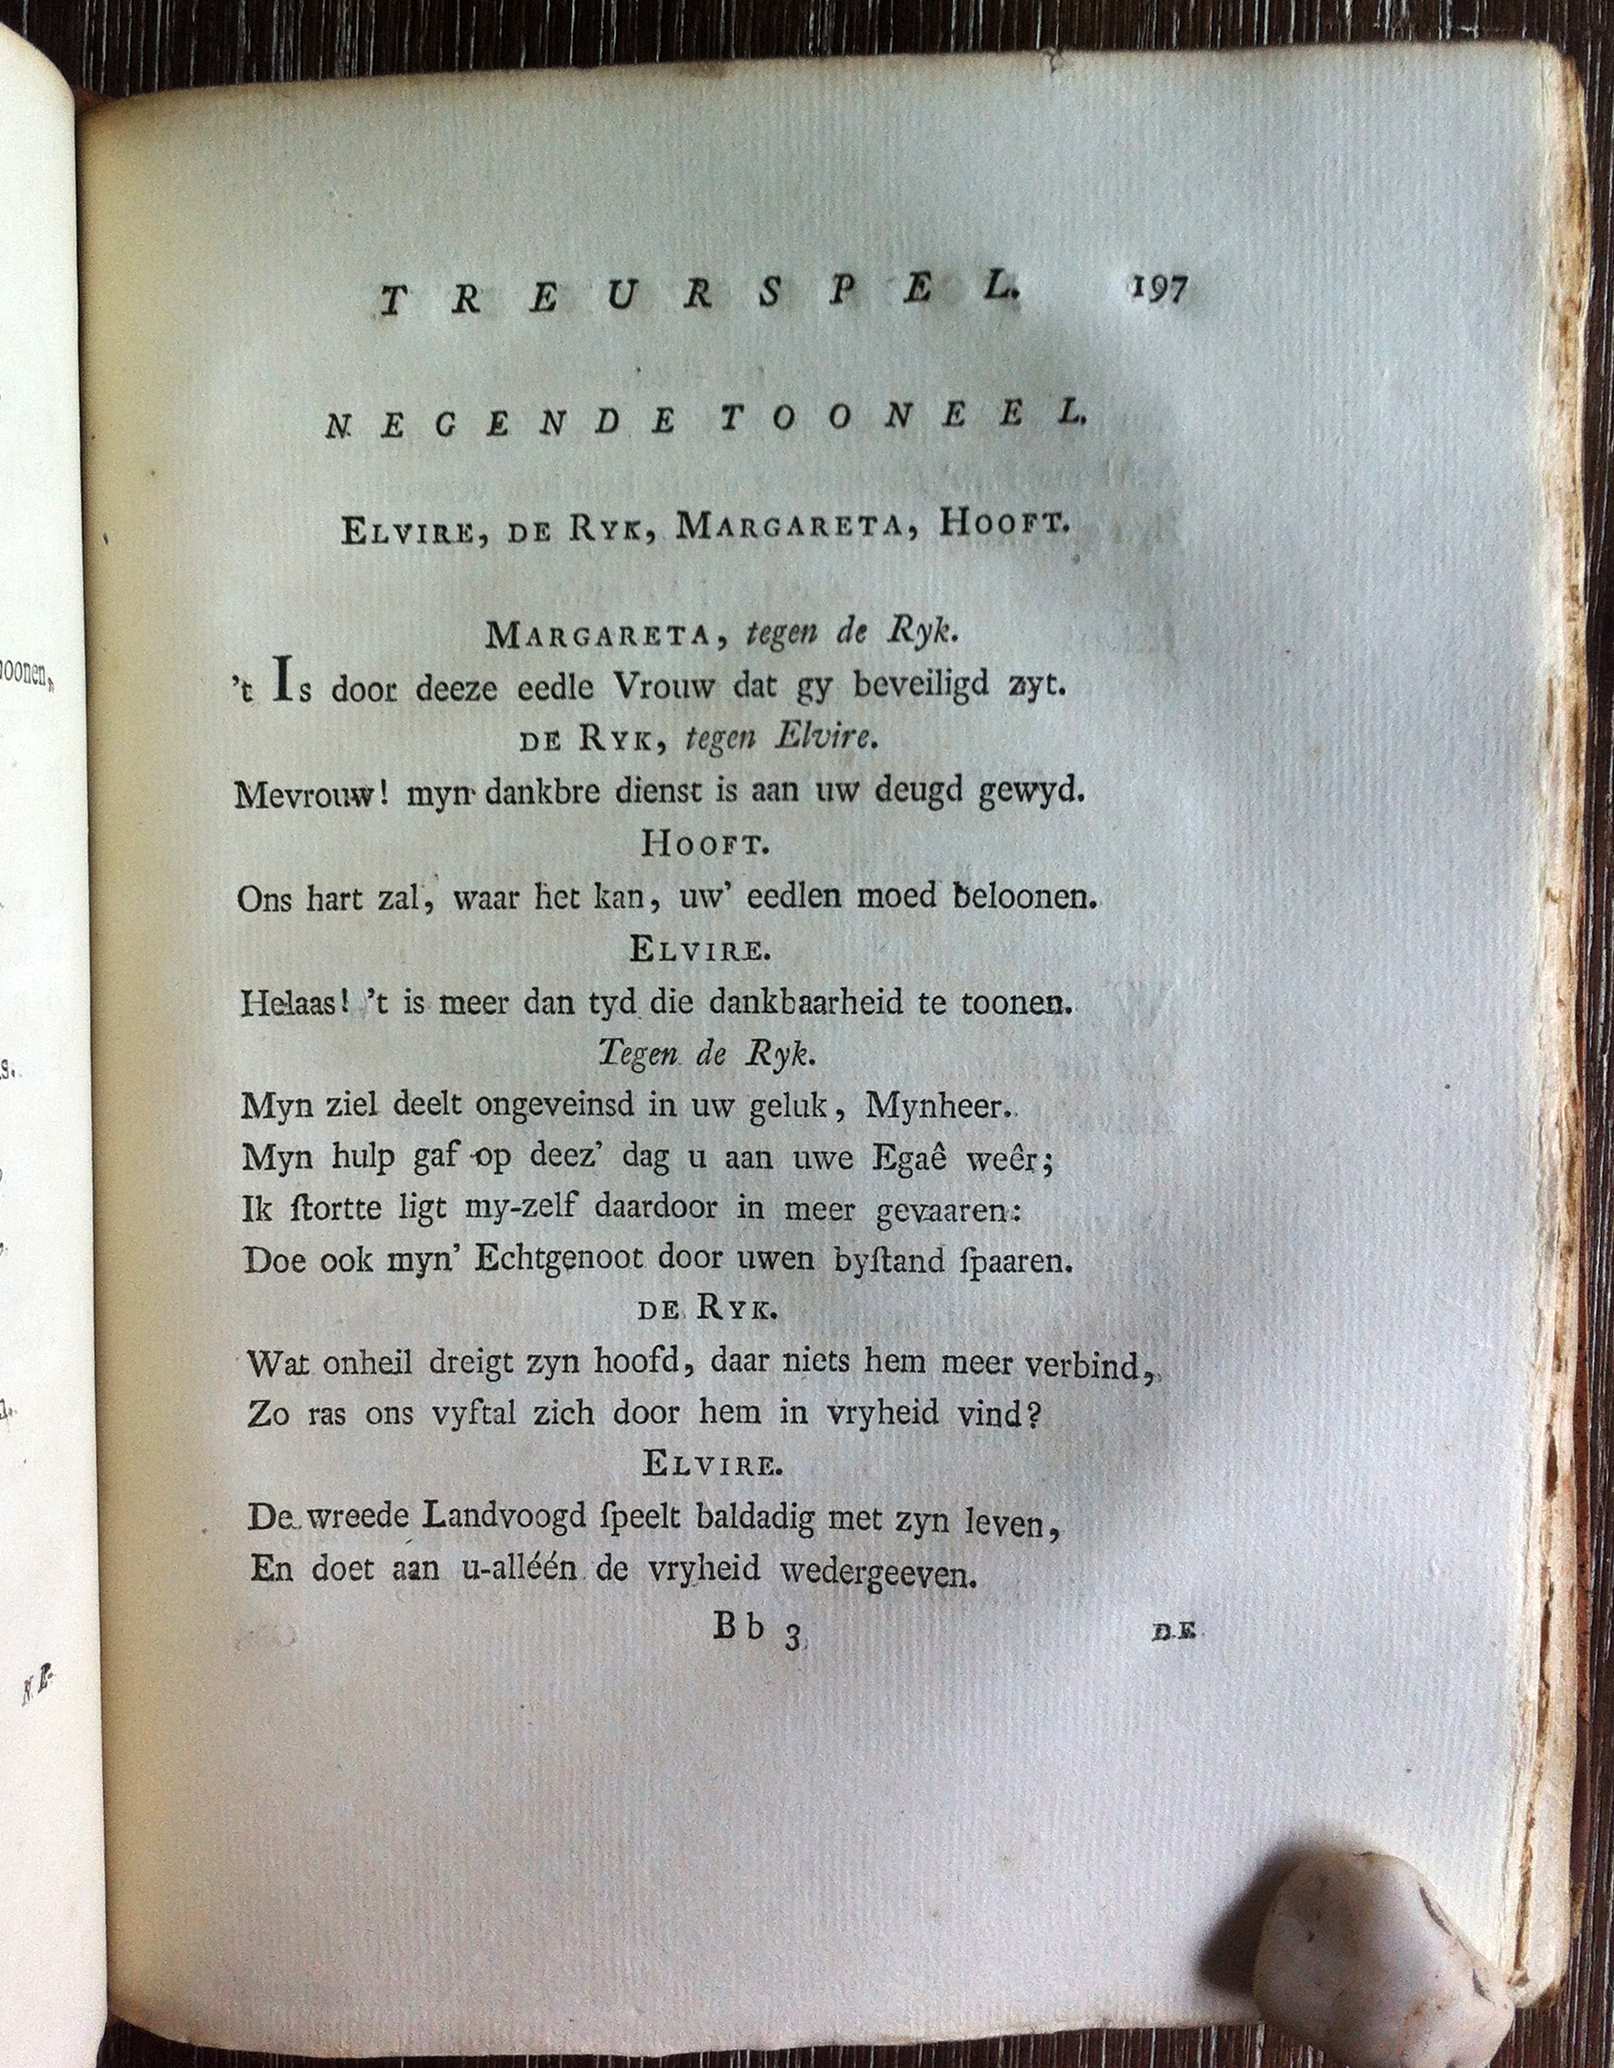 TREURSPEL. 197
NEGENDE TOONEEL.
ELVIRE, DE RYK, MARGARETA, HOOFT.
MARGARETA, tegen de Ryk.
't Is door deeze eedle Vrouw dat gy beveiligd zyt.
DE RYK, tegen Elvire.
Mevrouw! myn dankbre dienst is aan uw deugd gewyd.
HOOFT.
Ons hart zal, waar het kan, uw' eedlen moed beloonen.
ELVIRE.
Helaas! 't is meer dan tyd die dankbaarheid te toonen.
Tegen de Ryk.
Myn ziel deelt ongeveinsd in uw geluk, Mynheer.
Myn hulp gaf op deez' dag u aan uwe Egaê weêr;
Ik ſtortte ligt my-zelf daardoor in meer gevaaren:
Doe ook myn' Echtgenoot door uwen byſtand ſpaaren.
DE RYK.
Wat onheil dreigt zyn hoofd, daar niets hem meer verbind,
Zo ras ons vyftal zich door hem in vryheid vind?
ELVIRE.
De wreede Landvoogd ſpeelt baldadig met zyn leven,
En doet aan u-alléén de vryheid wedergeeven.
Bb 3 DE